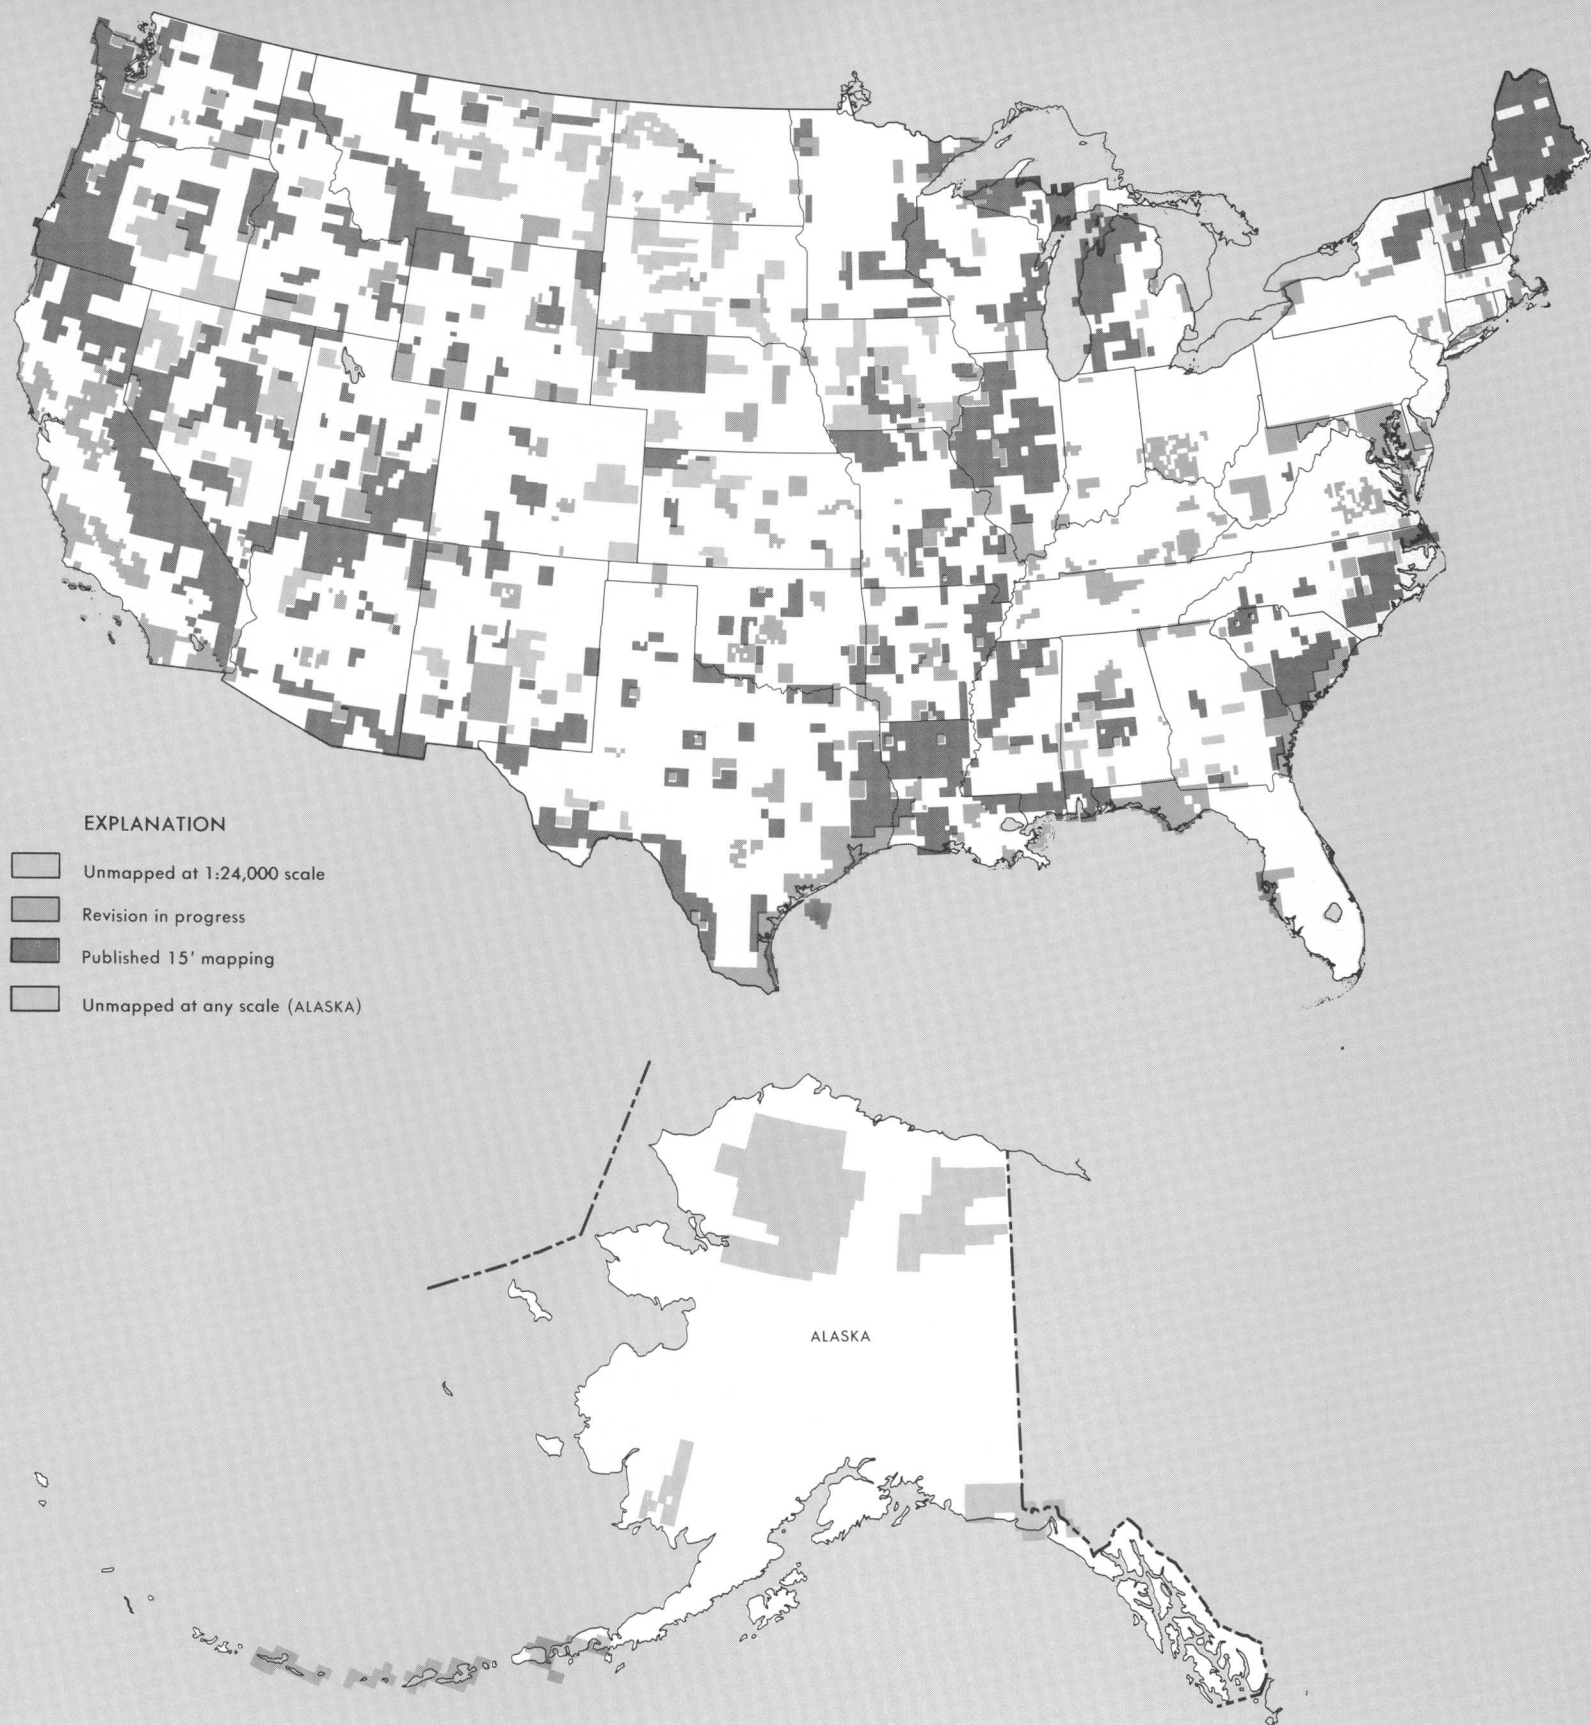 EXPLANATION
Unmapped at 1:24,000 scale
Revision in progress
Published 15' mapping
Unmapped at any scale (ALASKA)
ALASKA